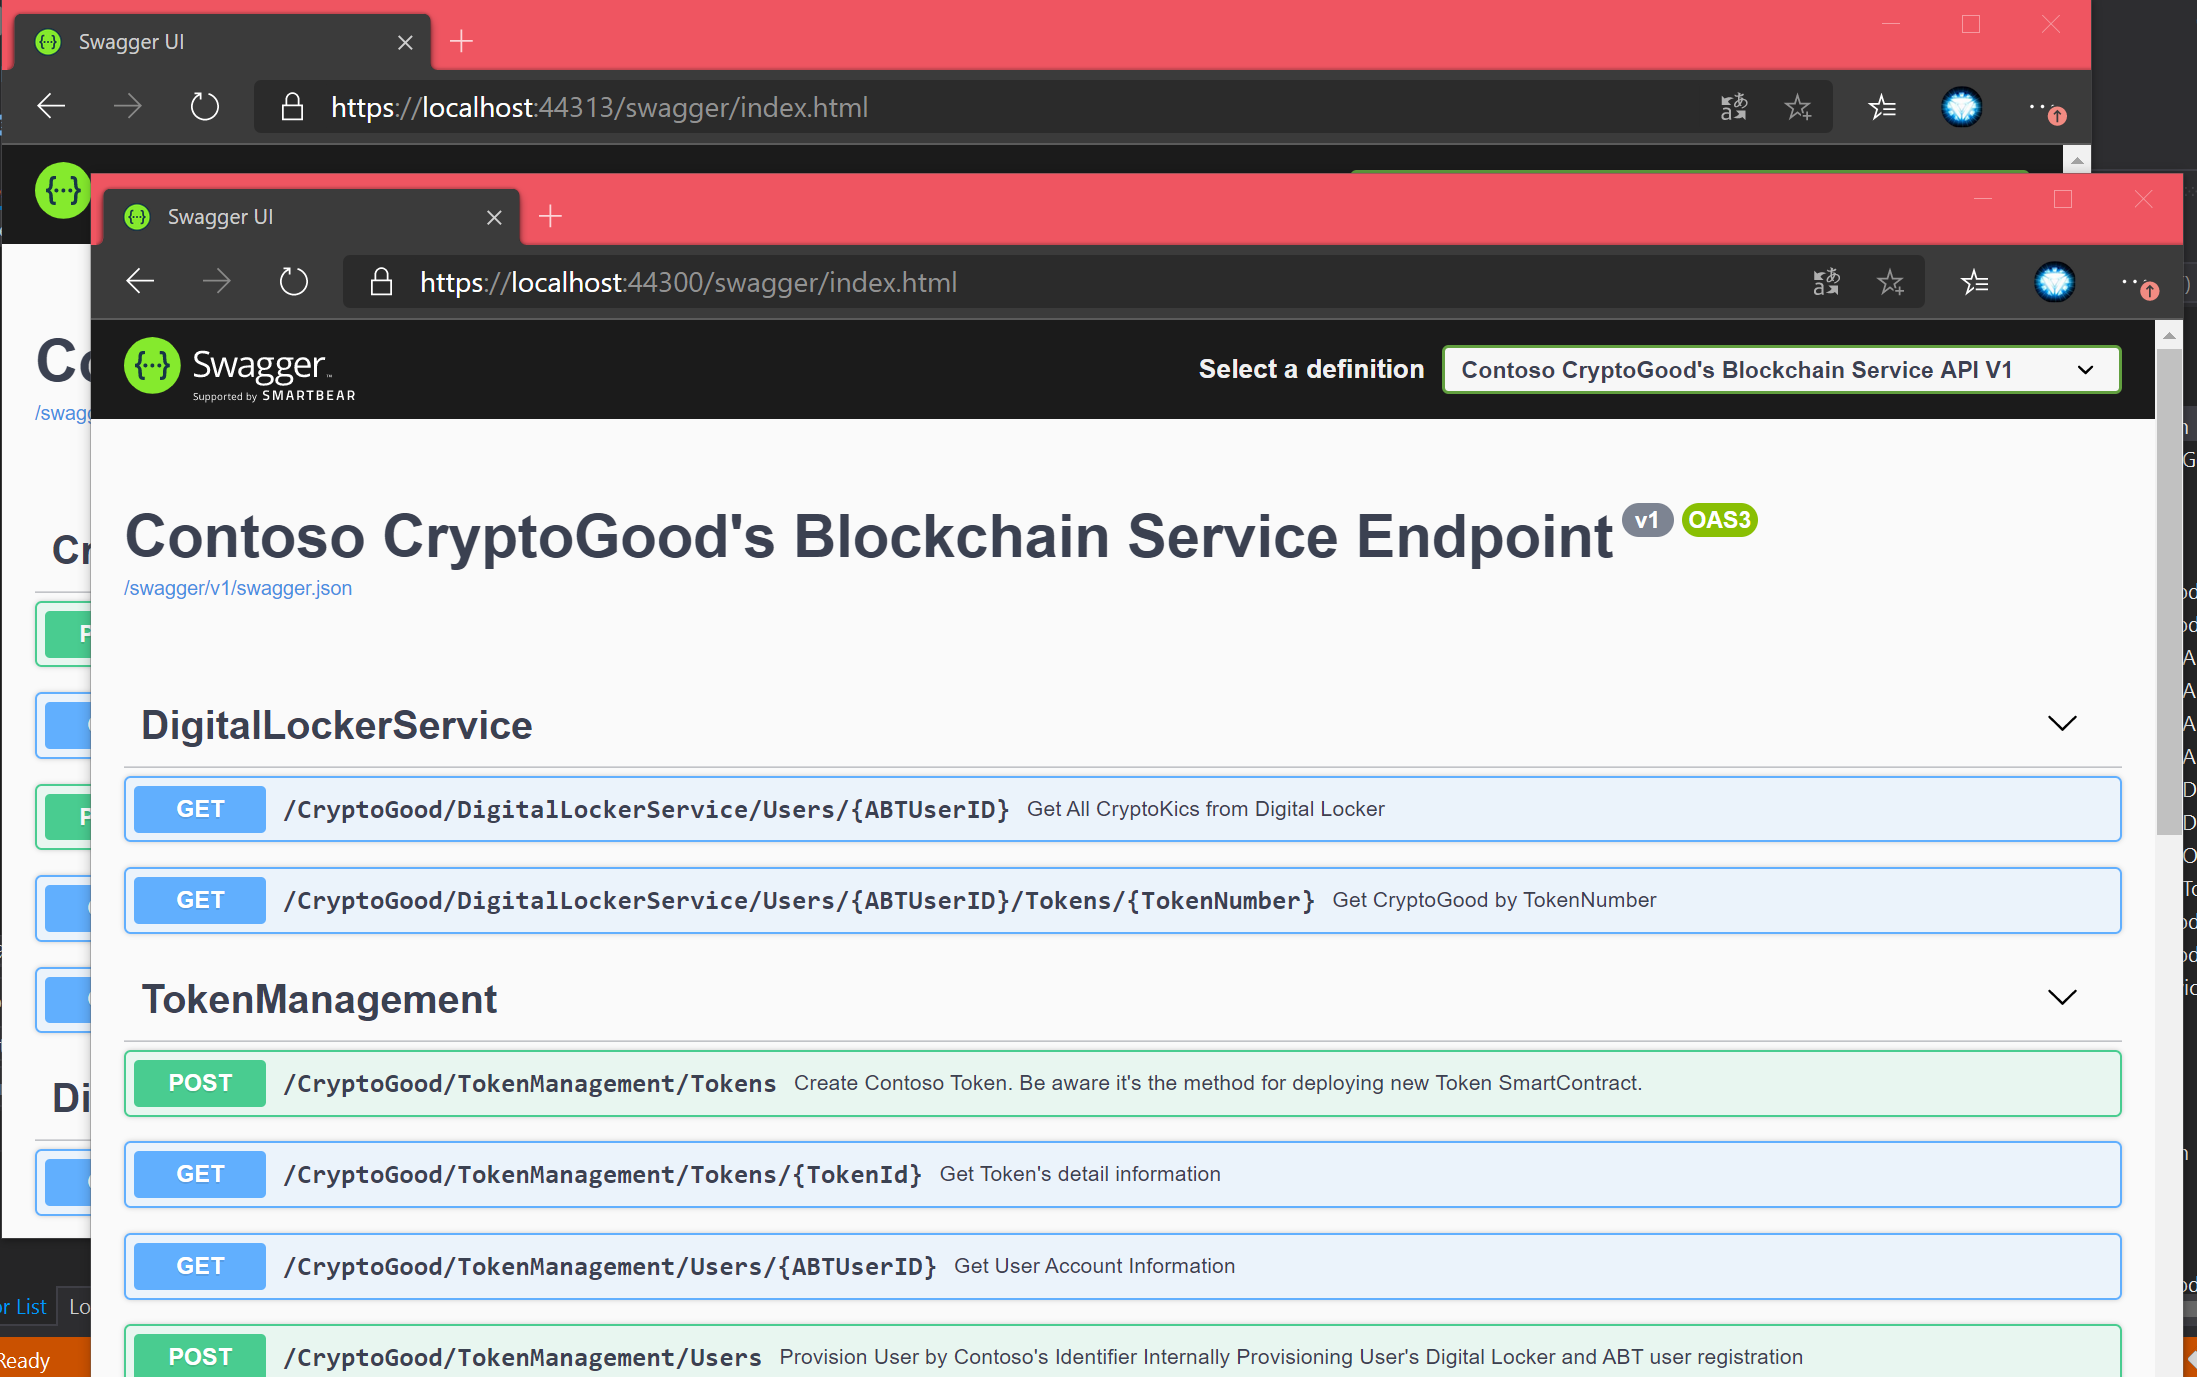 Swagger UI
https://localhost:44313/swagger/index.html
Swagger UI
https://localhost:44300/swagger/index.html
Swagger
Supported by SMARTBEAR
Select a definition
Contoso CryptoGood's Blockchain Service API V1
Contoso CryptoGood's Blockchain Service Endpoint v1 OAS3
/swagger/v1/swagger.json
DigitalLockerService
GET /CryptoGood/DigitalLockerService/Users/{ABTUserID} Get All CryptoKics from Digital Locker
GET /CryptoGood/DigitalLockerService/Users/{ABTUserID}/Tokens/{TokenNumber} Get CryptoGood by TokenNumber
TokenManagement
POST /CryptoGood/TokenManagement/Tokens Create Contoso Token. Be aware it's the method for deploying new Token SmartContract.
GET /CryptoGood/TokenManagement/Tokens/{TokenId} Get Token's detail information
GET /CryptoGood/TokenManagement/Users/{ABTUserID} Get User Account Information
POST /CryptoGood/TokenManagement/Users Provision User by Contoso's Identifier Internally Provisioning User's Digital Locker and ABT user registration
List
Ready